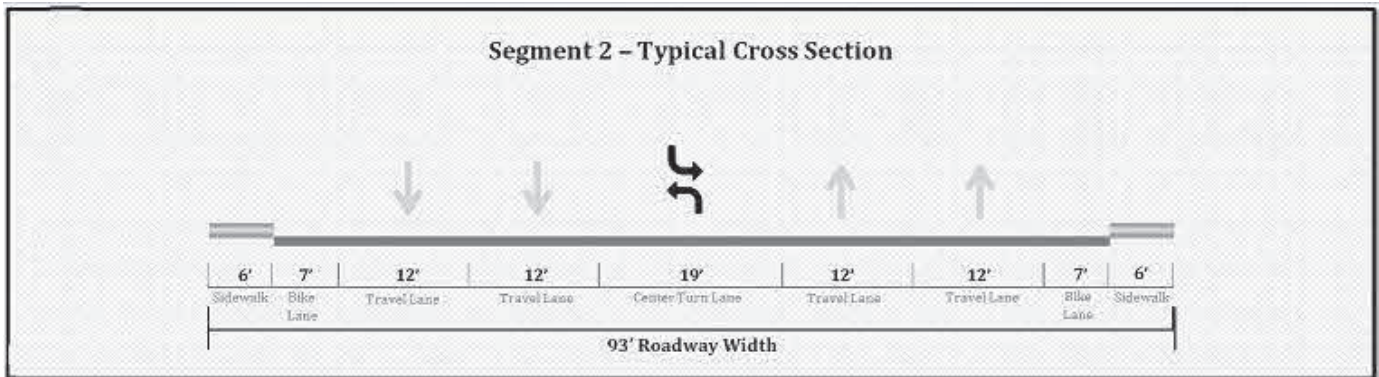 Segment 2 – Typical Cross Section
6' 7' 12' 12' 19' 12' 12' 7' 6'
Sidewalk Bike Travel Lane Travel Lane Center Turn Lane Travel Lane Travel Lane Bike Sidewalk
Lane Lane
93' Roadway Width